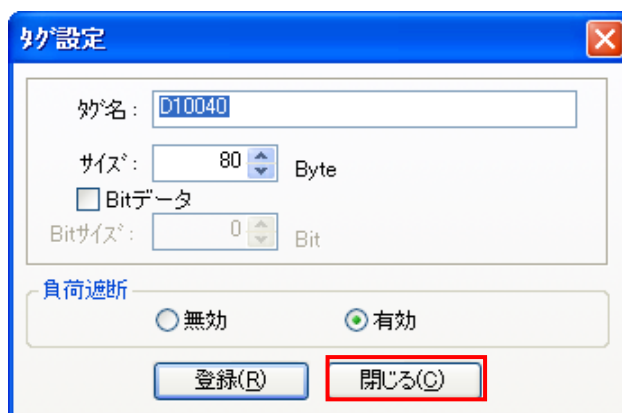 ﾀｸﾞ設定
ﾀｸﾞ名： D10040
ｻｲｽﾞ： 80 Byte
Bitデータ
Bitｻｲｽﾞ： 0 Bit
負荷遮断
無効 有効
登録(R) 閉じる(C)